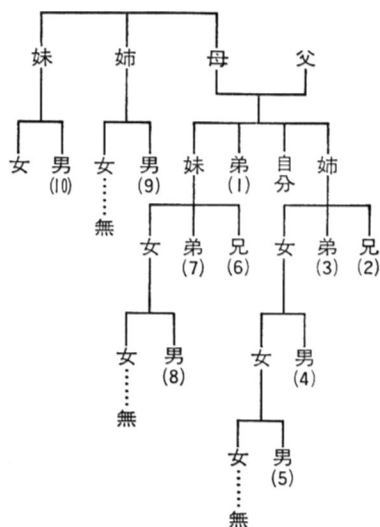 妹 姉 母 父
女 男 女 男 妹 弟 自分 姉
(10) (9) (1)
無
女 弟 兄 女 弟 兄
(7) (6) (3) (2)
女 男 女 男
(8) (4)
無
女 男
(5)
無